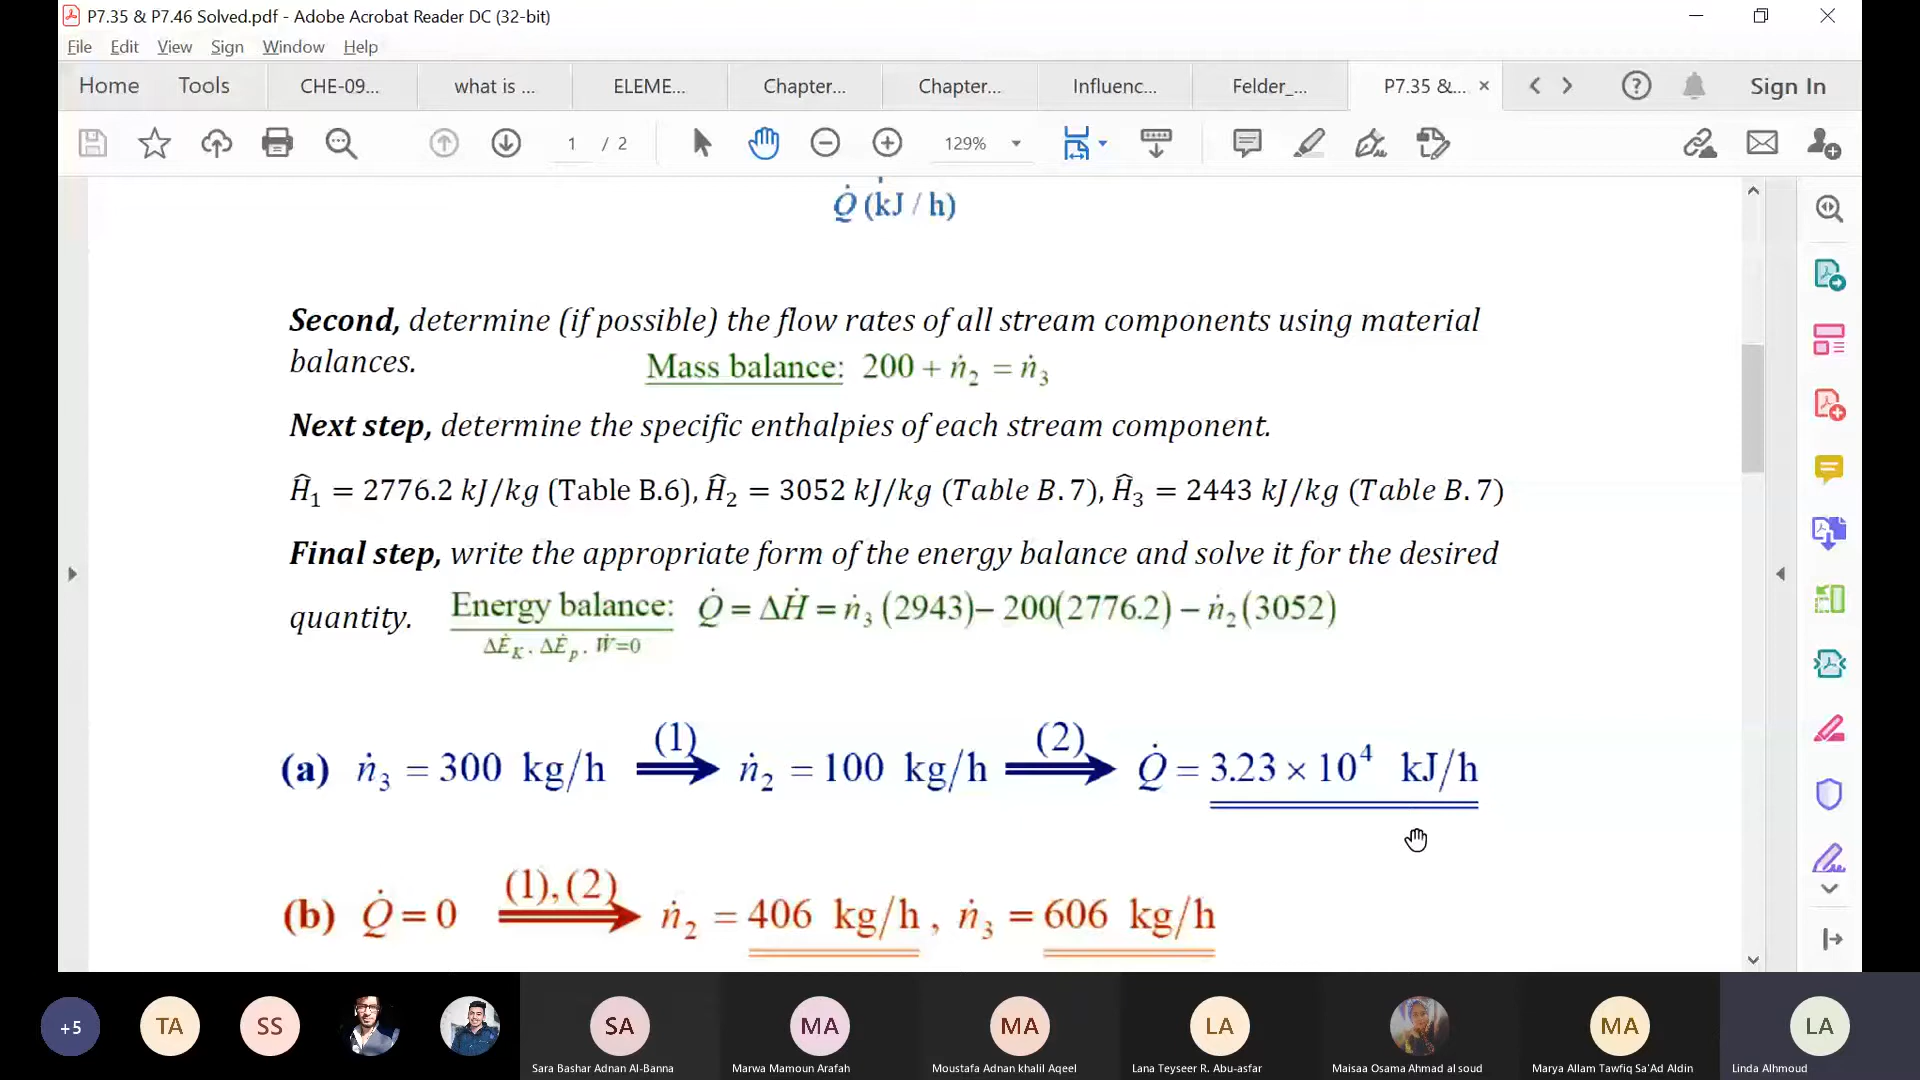 P7.35 & P7.46 Solved.pdf - Adobe Acrobat Reader DC (32-bit)
File Edit View Sign Window Help
Home Tools CHE-09... what is ... ELEME... Chapter... Chapter... Influenc... Felder_... P7.35 &... × Sign In
1 / 2 129%
Q̇ (kJ / h)
Second, determine (if possible) the flow rates of all stream components using material
balances. Mass balance: 200 + ṅ₂ = ṅ₃
Next step, determine the specific enthalpies of each stream component.
Ĥ₁ = 2776.2 kJ/kg (Table B.6), Ĥ₂ = 3052 kJ/kg (Table B.7), Ĥ₃ = 2443 kJ/kg (Table B.7)
Final step, write the appropriate form of the energy balance and solve it for the desired
quantity. Energy balance: Q̇ = ΔḢ = ṅ₃ (2943)− 200(2776.2) − ṅ₂(3052)
ΔĖ_K , ΔĖ_p , Ẇ=0
(a) ṅ₃ = 300 kg/h (1)⟹ ṅ₂ = 100 kg/h (2)⟹ Q̇ = 3.23 × 10⁴ kJ/h
(b) Q̇ = 0 (1),(2)⟹ ṅ₂ = 406 kg/h , ṅ₃ = 606 kg/h
+5 TA SS SA MA MA LA MA LA
Sara Bashar Adnan Al-Banna Marwa Mamoun Arafah Moustafa Adnan khalil Aqeel Lana Teyseer R. Abu-asfar Maisaa Osama Ahmad al soud Marya Allam Tawfiq Sa'Ad Aldin Linda Alhmoud